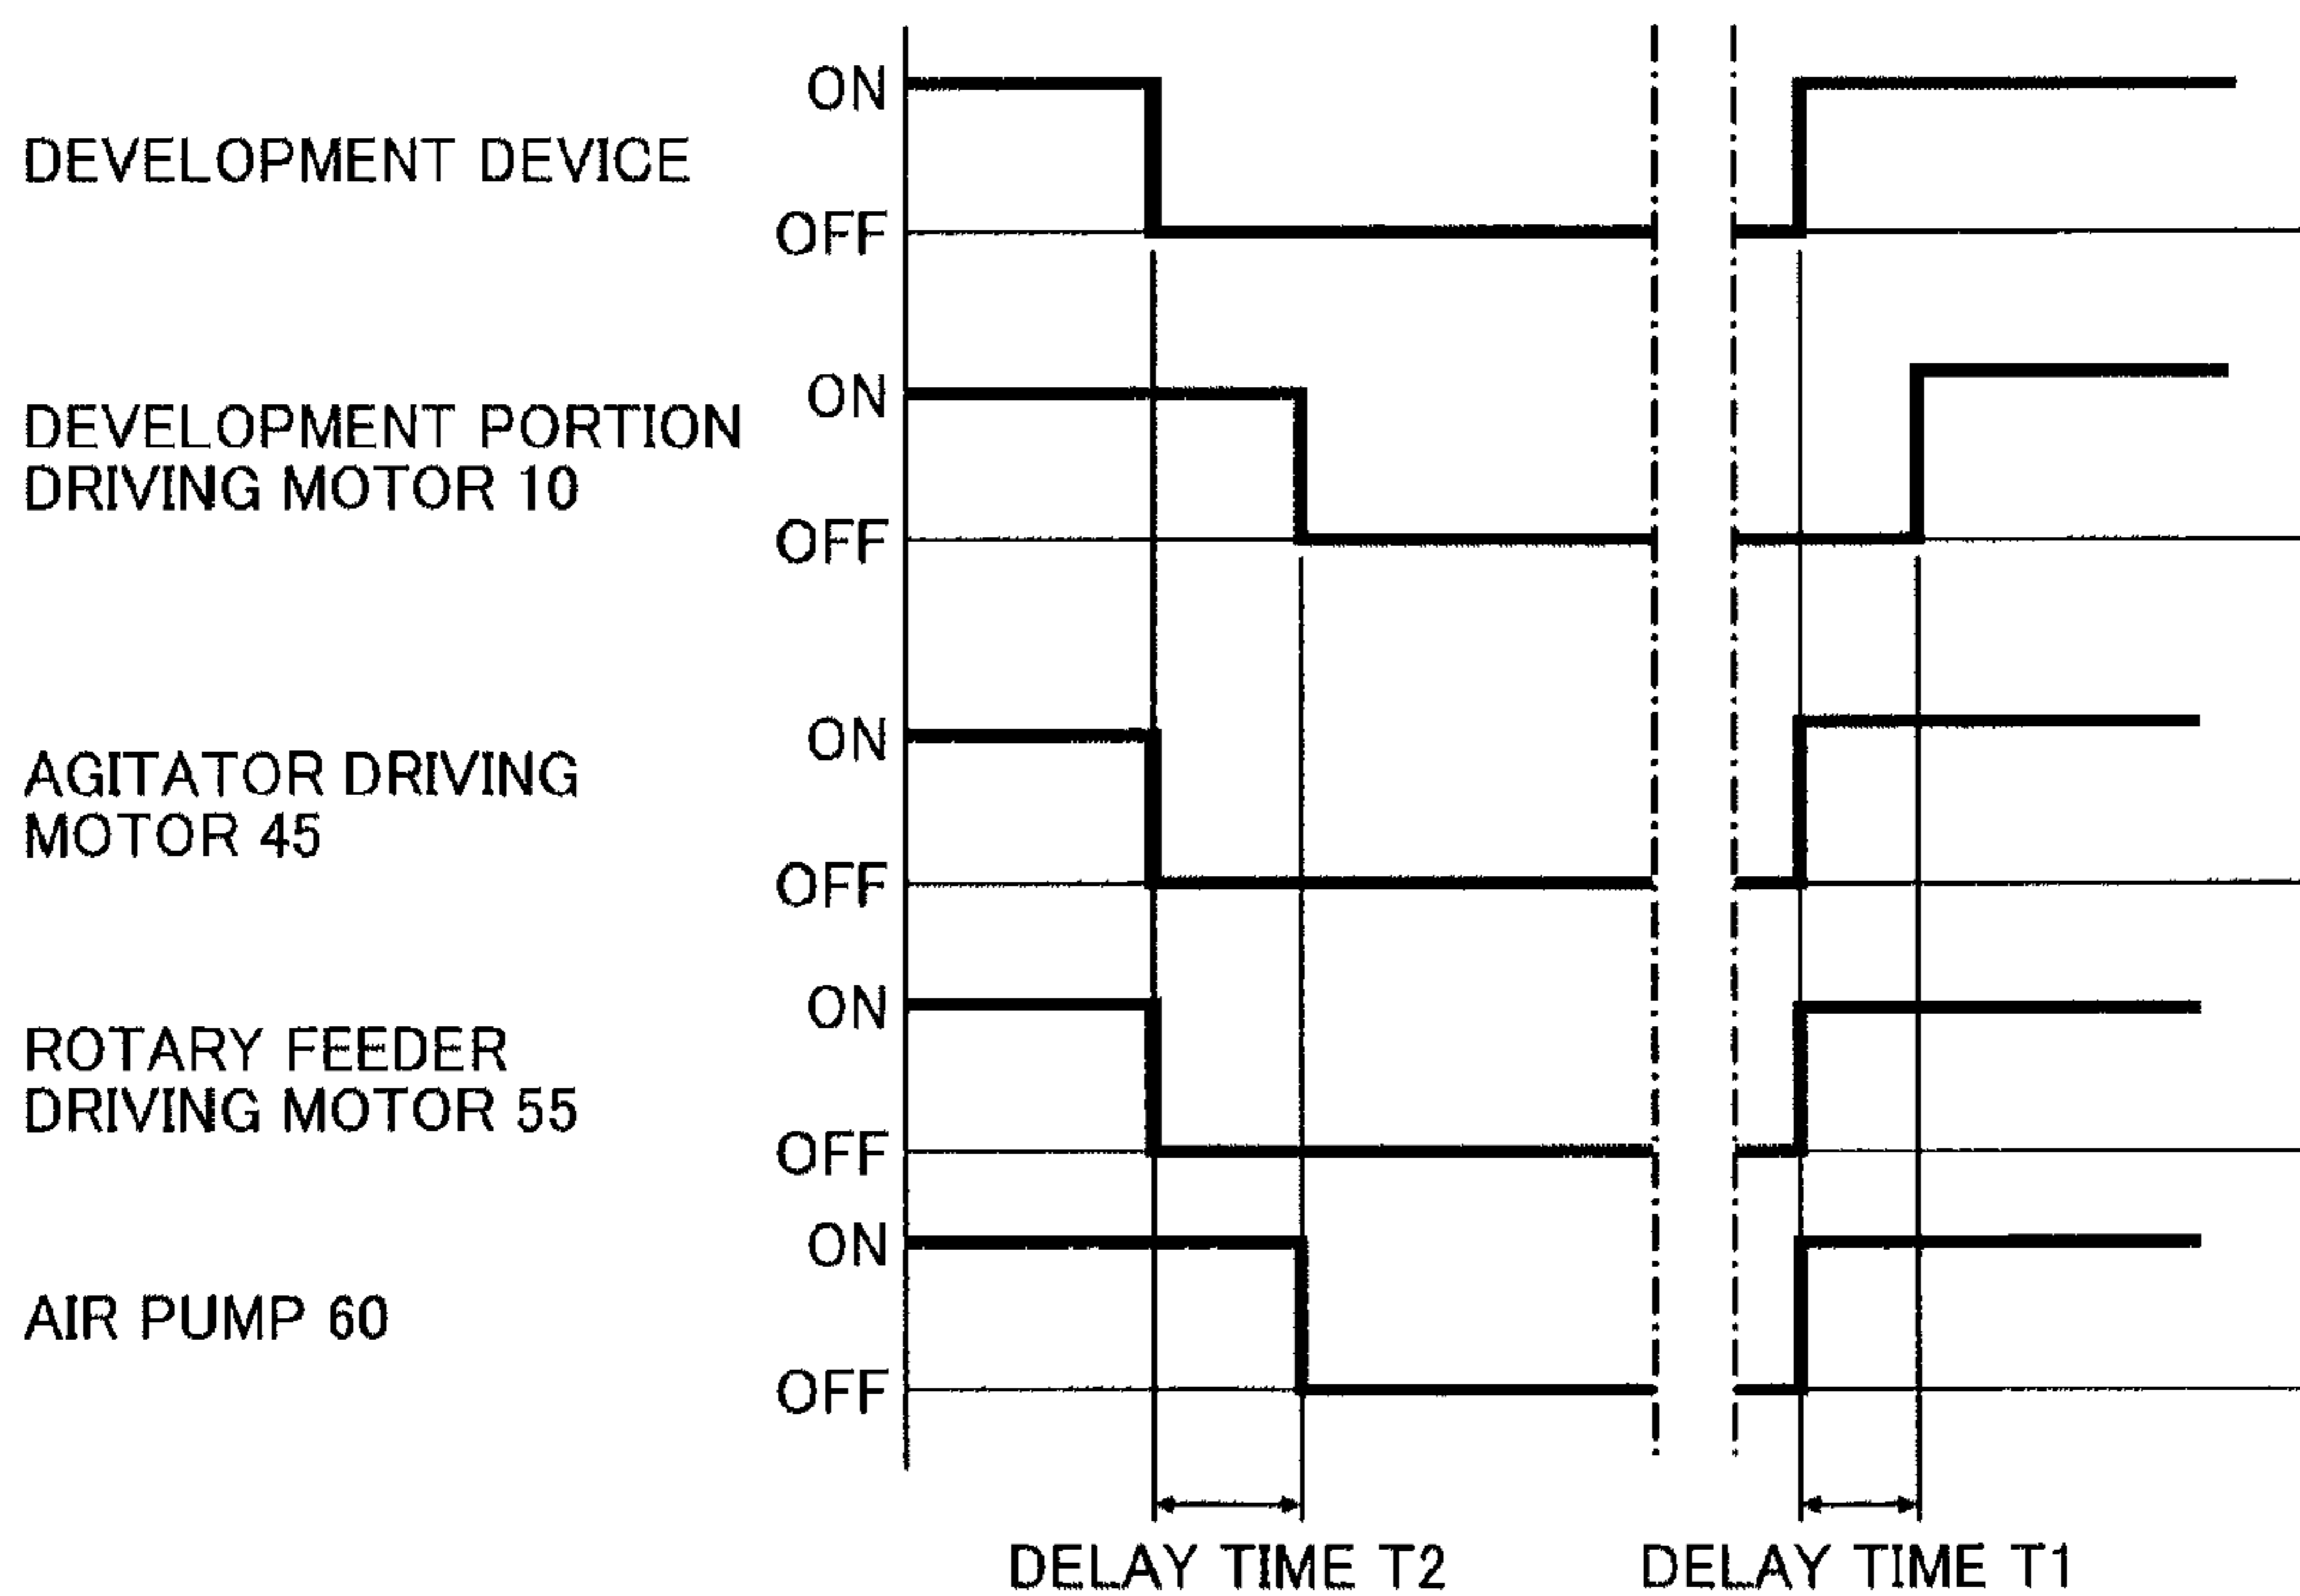 ON
DEVELOPMENT DEVICE
OFF
ON
DEVELOPMENT PORTION
DRIVING MOTOR 10
OFF
ON
AGITATOR DRIVING
MOTOR 45
OFF
ON
ROTARY FEEDER
DRIVING MOTOR 55
OFF
ON
AIR PUMP 60
OFF
DELAY TIME T2
DELAY TIME T1